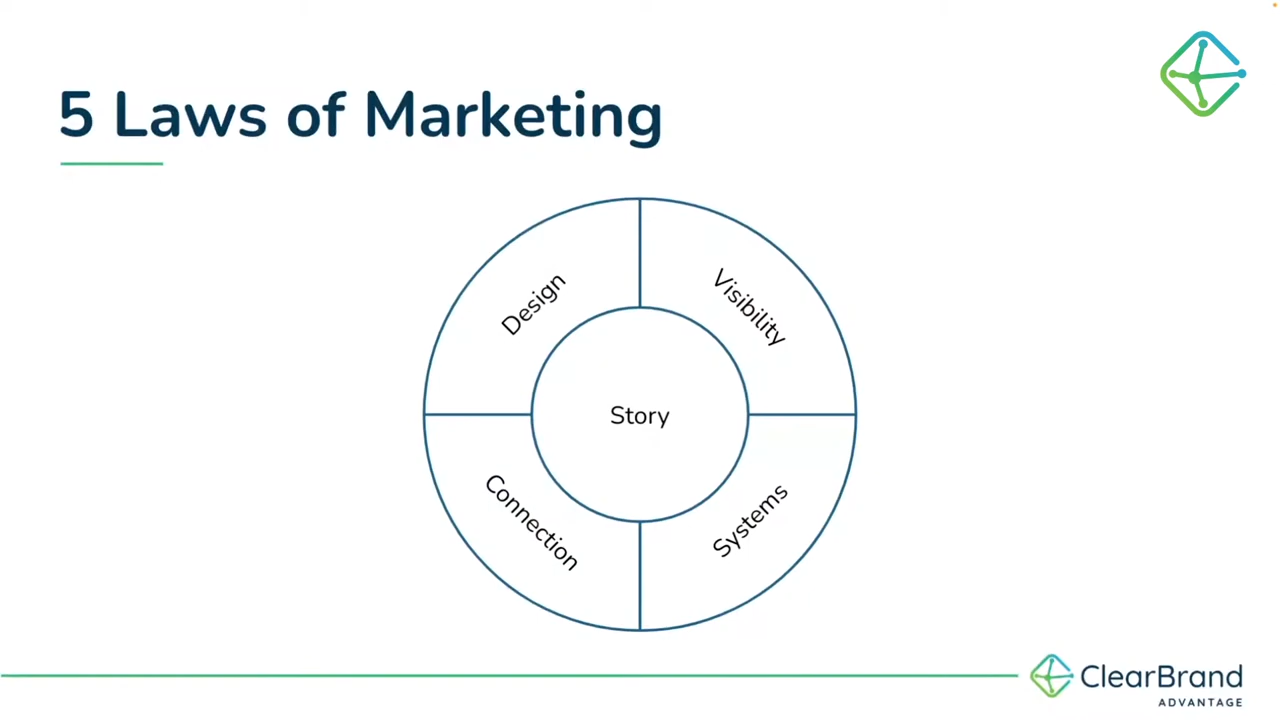 5 Laws of Marketing
Design
Visibility
Story
Connection
Systems
ClearBrand
ADVANTAGE